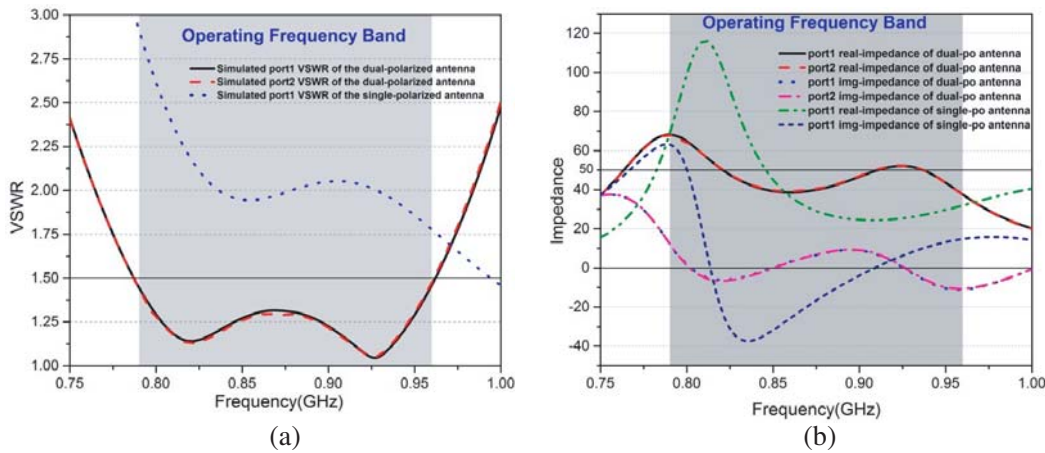 3.00
2.75
2.50
2.25
2.00
1.75
1.50
1.25
1.00
VSWR
Operating Frequency Band
Simulated port1 VSWR of the dual-polarized antenna
Simulated port2 VSWR of the dual-polarized antenna
Simulated port1 VSWR of the single-polarized antenna
0.75 0.80 0.85 0.90 0.95 1.00
Frequency(GHz)
(a)
120
100
80
60
50
40
20
0
-20
-40
Impedance
Operating Frequency Band
port1 real-impedance of dual-po antenna
port2 real-impedance of dual-po antenna
port1 img-impedance of dual-po antenna
port2 img-impedance of dual-po antenna
port1 real-impedance of single-po antenna
port1 img-impedance of single-po antenna
0.75 0.80 0.85 0.90 0.95 1.00
Frequency(GHz)
(b)